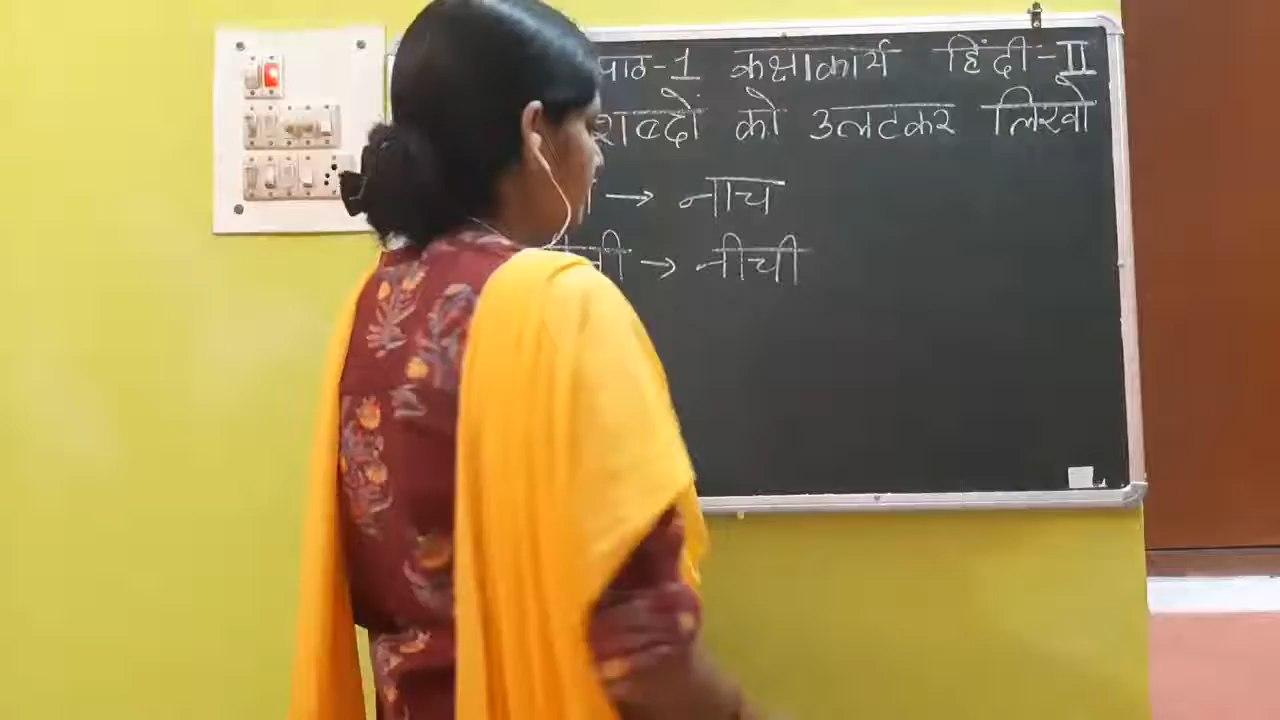 पाठ-1 कक्षाकार्य हिंदी-II
शब्दों को उलटकर लिखो
→ नाच
→ नीची